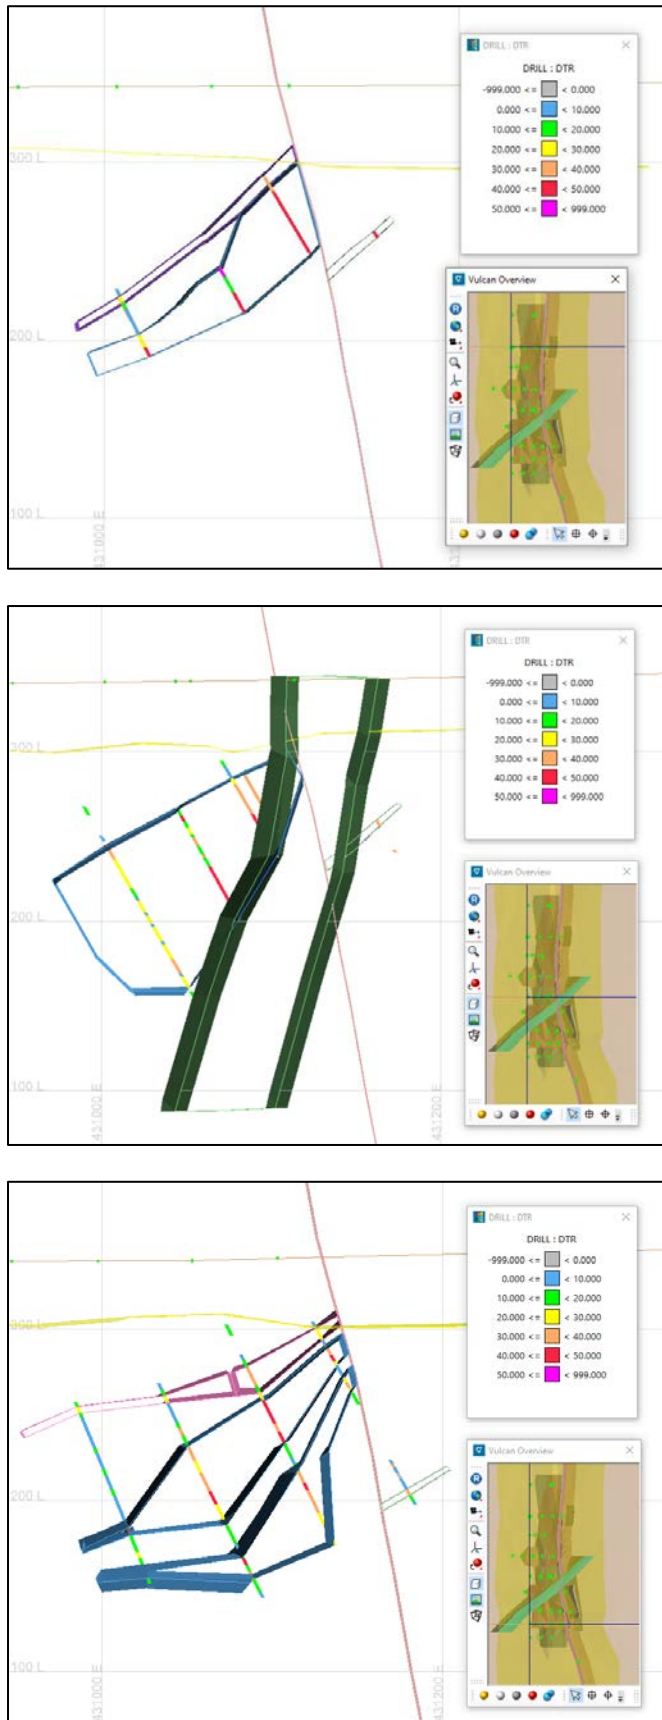 DRILL : DTR
DRILL : DTR
-999.000 <= < 0.000
0.000 <= < 10.000
10.000 <= < 20.000
20.000 <= < 30.000
30.000 <= < 40.000
40.000 <= < 50.000
50.000 <= < 999.000
300 L
Vulcan Overview
200 L
100 L
431000 E
DRILL : DTR
DRILL : DTR
-999.000 <= < 0.000
0.000 <= < 10.000
10.000 <= < 20.000
20.000 <= < 30.000
30.000 <= < 40.000
40.000 <= < 50.000
50.000 <= < 999.000
300 L
Vulcan Overview
200 L
100 L
431000 E
431200 E
DRILL : DTR
DRILL : DTR
-999.000 <= < 0.000
0.000 <= < 10.000
10.000 <= < 20.000
20.000 <= < 30.000
30.000 <= < 40.000
40.000 <= < 50.000
50.000 <= < 999.000
300 L
Vulcan Overview
200 L
100 L
431000 E
431200 E